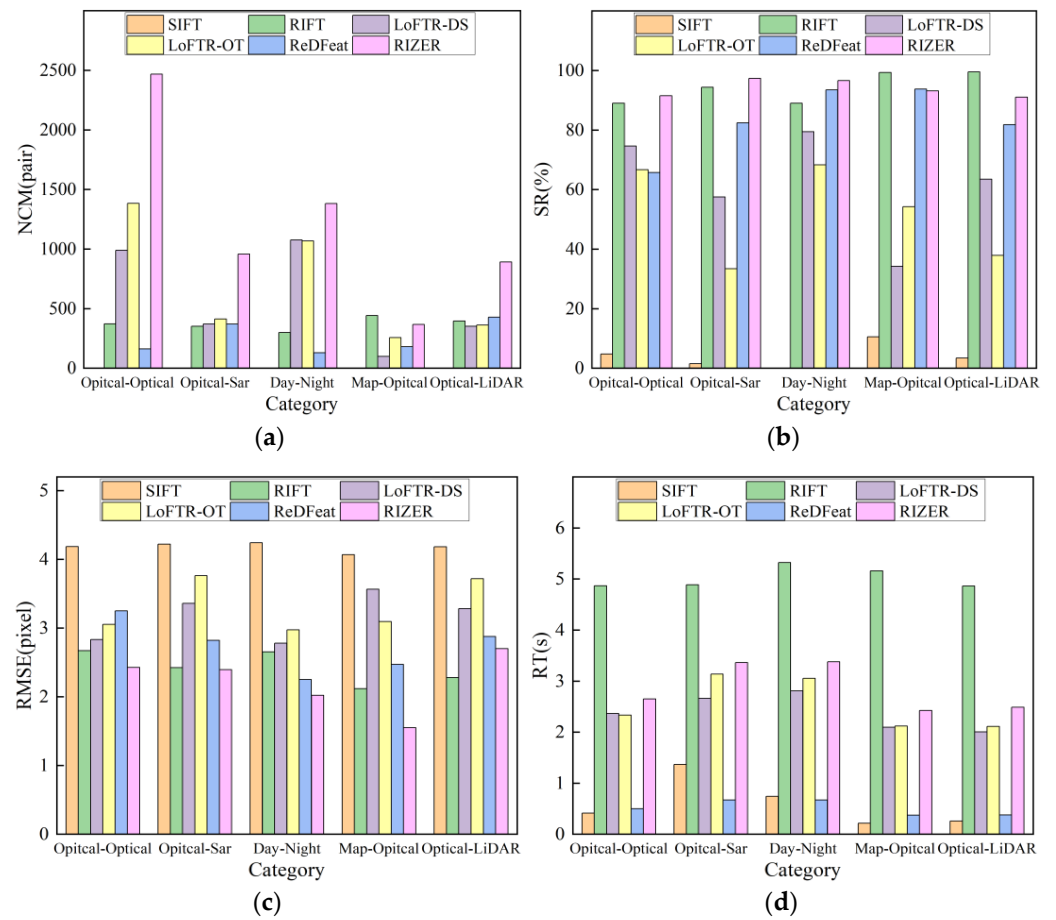 SIFT RIFT LoFTR-DS
LoFTR-OT ReDFeat RIZER
2500
2000
1500
1000
500
0
NCM(pair)
Opitcal-Optical Opitcal-Sar Day-Night Map-Opitcal Optical-LiDAR
Category
(a)
SIFT RIFT LoFTR-DS
LoFTR-OT ReDFeat RIZER
100
80
60
40
20
0
SR(%)
Opitcal-Optical Opitcal-Sar Day-Night Map-Opitcal Optical-LiDAR
Category
(b)
SIFT RIFT LoFTR-DS
LoFTR-OT ReDFeat RIZER
5
4
3
2
1
0
RMSE(pixel)
Opitcal-Optical Opitcal-Sar Day-Night Map-Opitcal Optical-LiDAR
Category
(c)
SIFT RIFT LoFTR-DS
LoFTR-OT ReDFeat RIZER
6
5
4
3
2
1
0
RT(s)
Opitcal-Optical Opitcal-Sar Day-Night Map-Opitcal Optical-LiDAR
Category
(d)